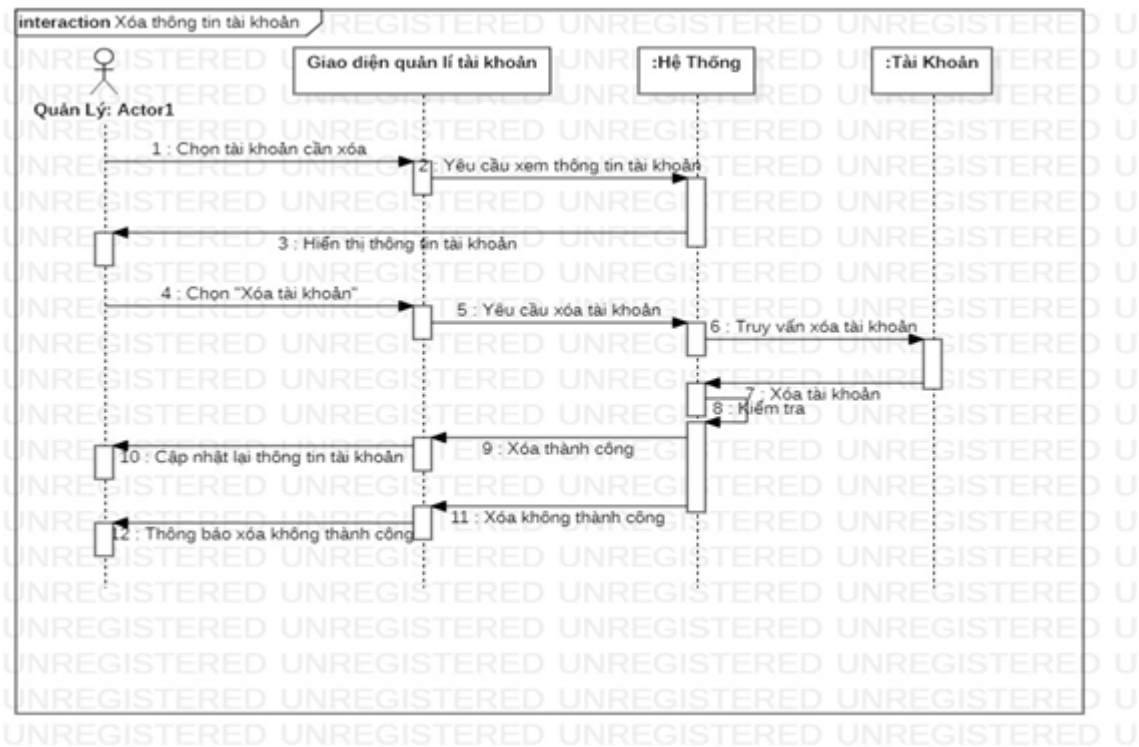 interaction Xóa thông tin tài khoản
Quản Lý: Actor1
Giao diện quản lí tài khoản
:Hệ Thống
:Tài Khoản
1 : Chọn tài khoản cần xóa
2 : Yêu cầu xem thông tin tài khoản
3 : Hiển thị thông tin tài khoản
4 : Chọn "Xóa tài khoản"
5 : Yêu cầu xóa tài khoản
6 : Truy vấn xóa tài khoản
7 : Xóa tài khoản
8 : Kiểm tra
9 : Xóa thành công
10 : Cập nhật lại thông tin tài khoản
11 : Xóa không thành công
12 : Thông báo xóa không thành công
UNREGISTERED UNREGISTERED UNREGISTERED UNREGISTERED U